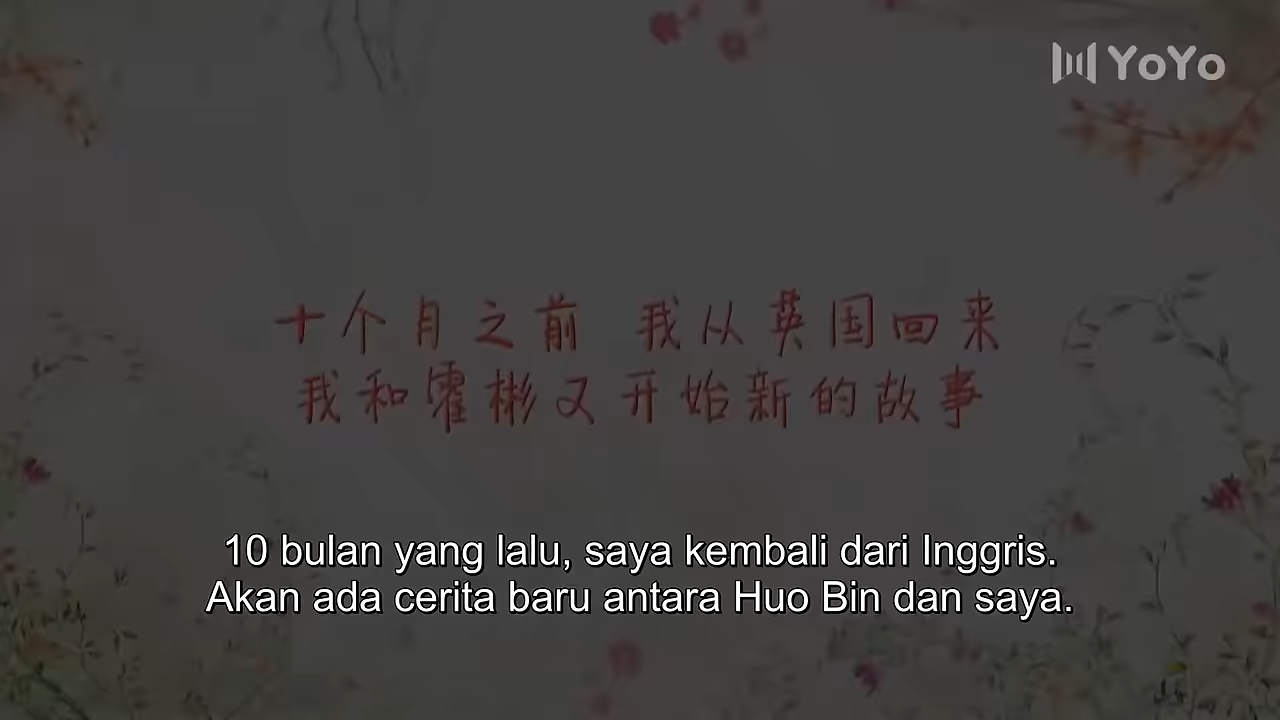 YoYo
十个月之前 我从英国回来
我和霍彬又开始新的故事
10 bulan yang lalu, saya kembali dari Inggris.
Akan ada cerita baru antara Huo Bin dan saya.